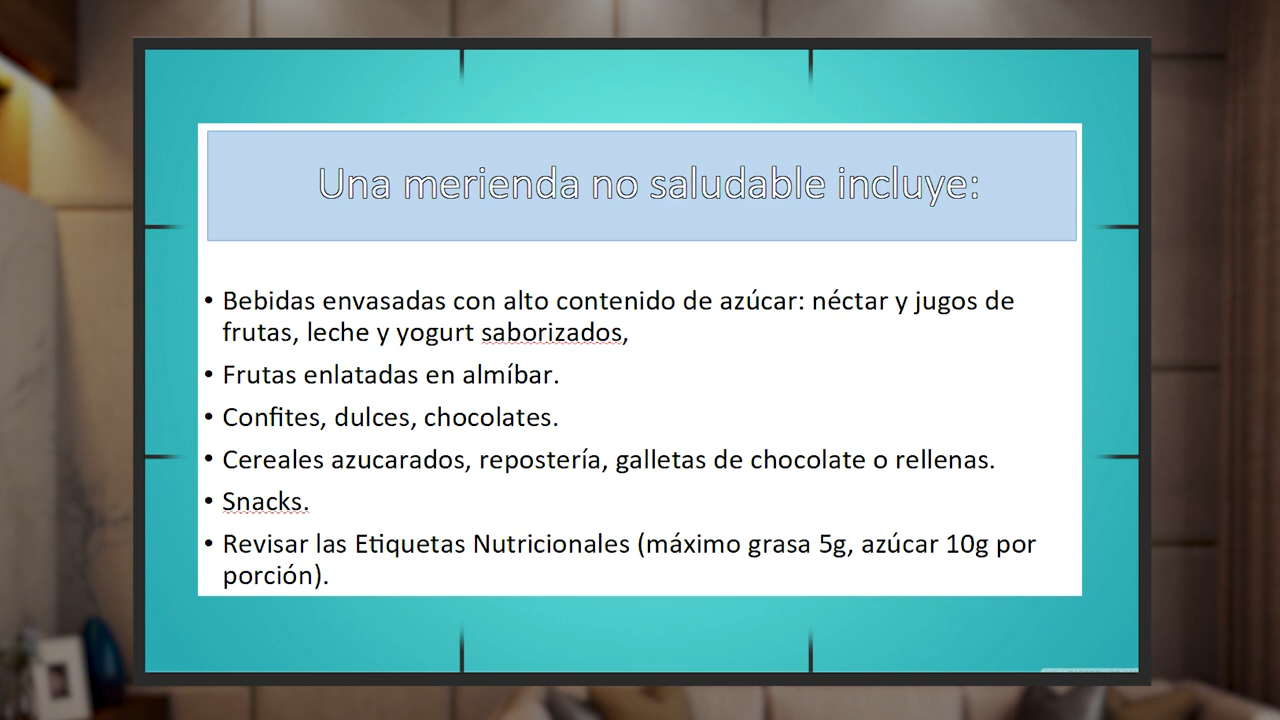 Una merienda no saludable incluye:
• Bebidas envasadas con alto contenido de azúcar: néctar y jugos de
frutas, leche y yogurt saborizados,
• Frutas enlatadas en almíbar.
• Confites, dulces, chocolates.
• Cereales azucarados, repostería, galletas de chocolate o rellenas.
• Snacks.
• Revisar las Etiquetas Nutricionales (máximo grasa 5g, azúcar 10g por
porción).